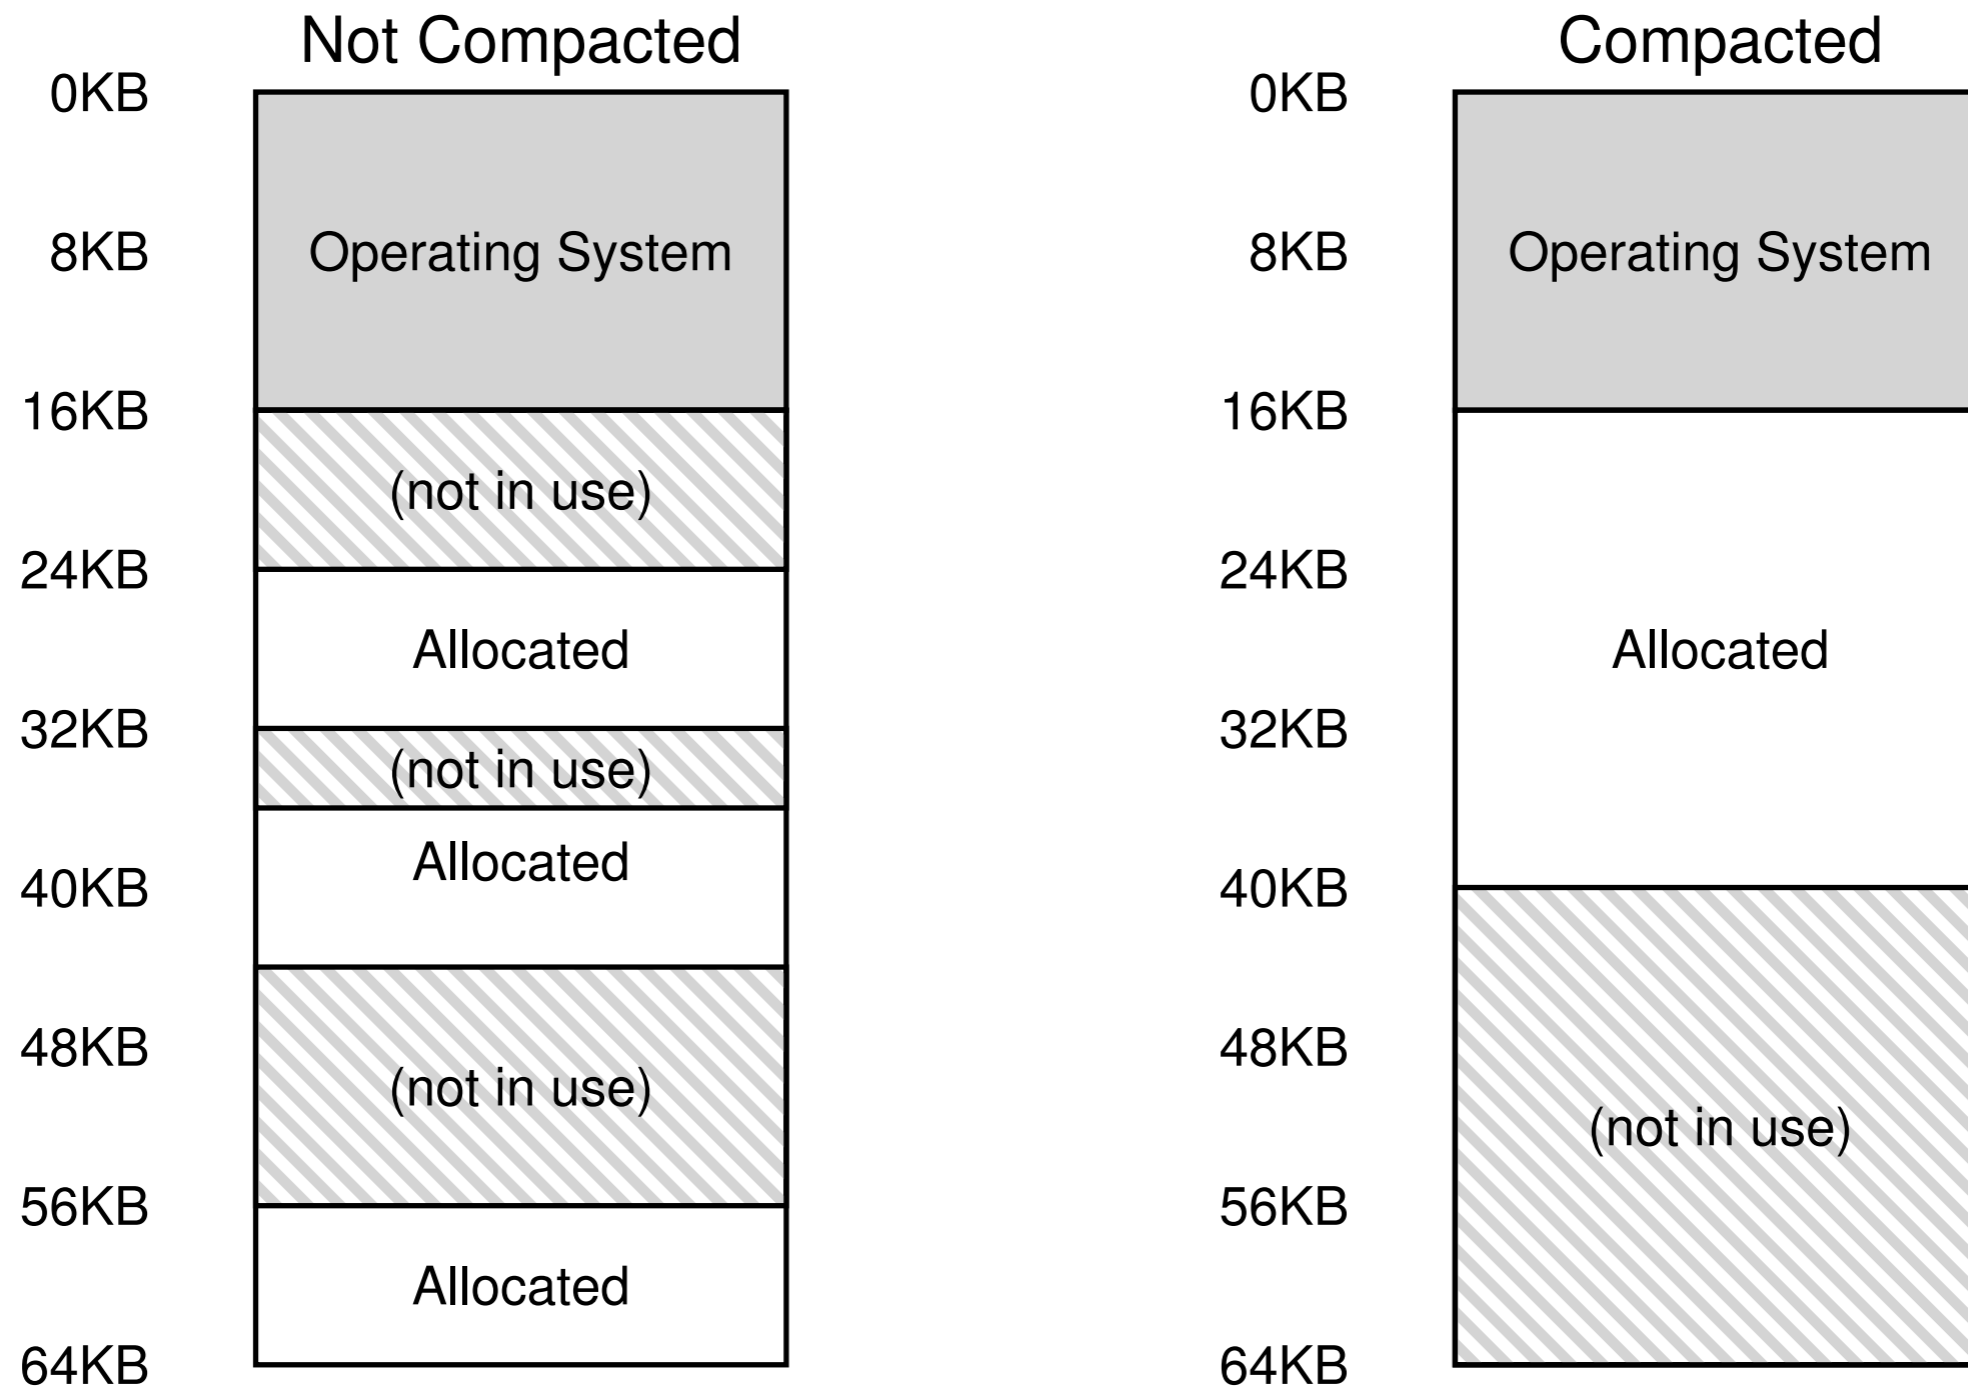 Not Compacted
0KB
8KB
Operating System
16KB
(not in use)
24KB
Allocated
32KB
(not in use)
Allocated
40KB
48KB
(not in use)
56KB
Allocated
64KB
Compacted
0KB
8KB
Operating System
16KB
24KB
Allocated
32KB
40KB
48KB
(not in use)
56KB
64KB